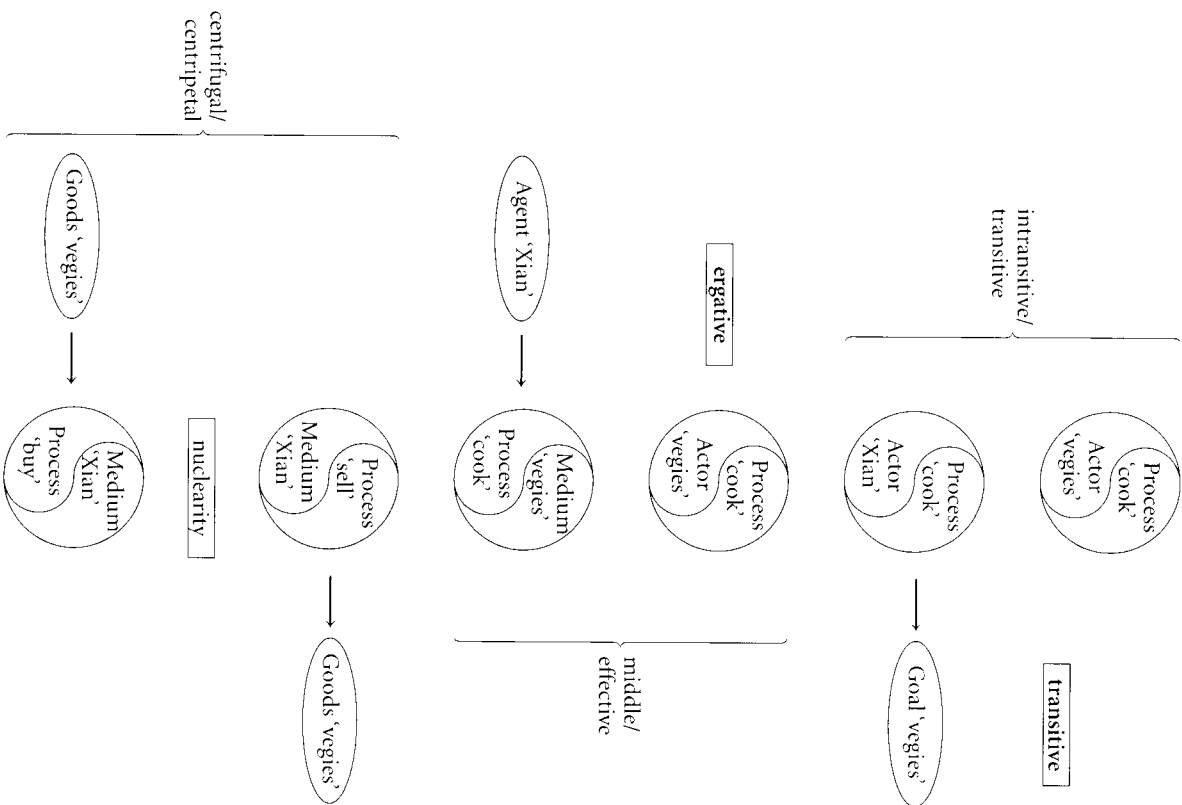 Process
'cook'
Actor
'vegies'
transitive
intransitive/
transitive
Process
'cook'
Actor
'Xian'
Goal 'vegies'
ergative
Process
'cook'
Actor
'vegies'
middle/
effective
Agent 'Xian'
Medium
'vegies'
Process
'cook'
Process
'sell'
Medium
'Xian'
Goods 'vegies'
centrifugal/
centripetal
nuclearity
Goods 'vegies'
Medium
'Xian'
Process
'buy'